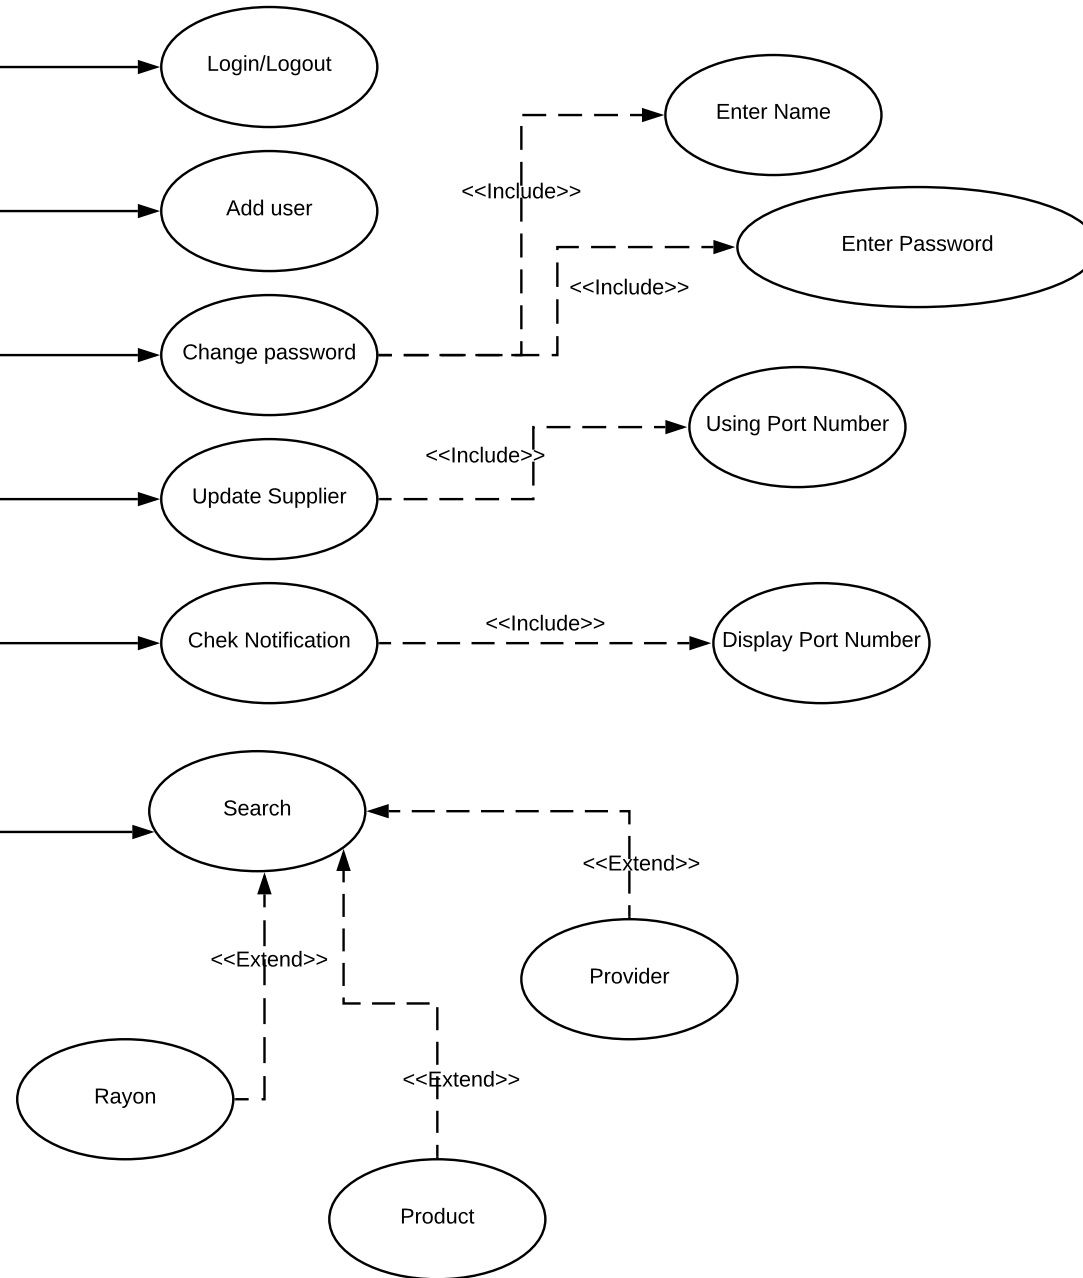 Login/Logout
Enter Name
<<Include>>
Add user
Enter Password
<<Include>>
Change password
Using Port Number
<<Include>>
Update Supplier
<<Include>>
Chek Notification
Display Port Number
Search
<<Extend>>
<<Extend>>
Provider
<<Extend>>
Rayon
Product